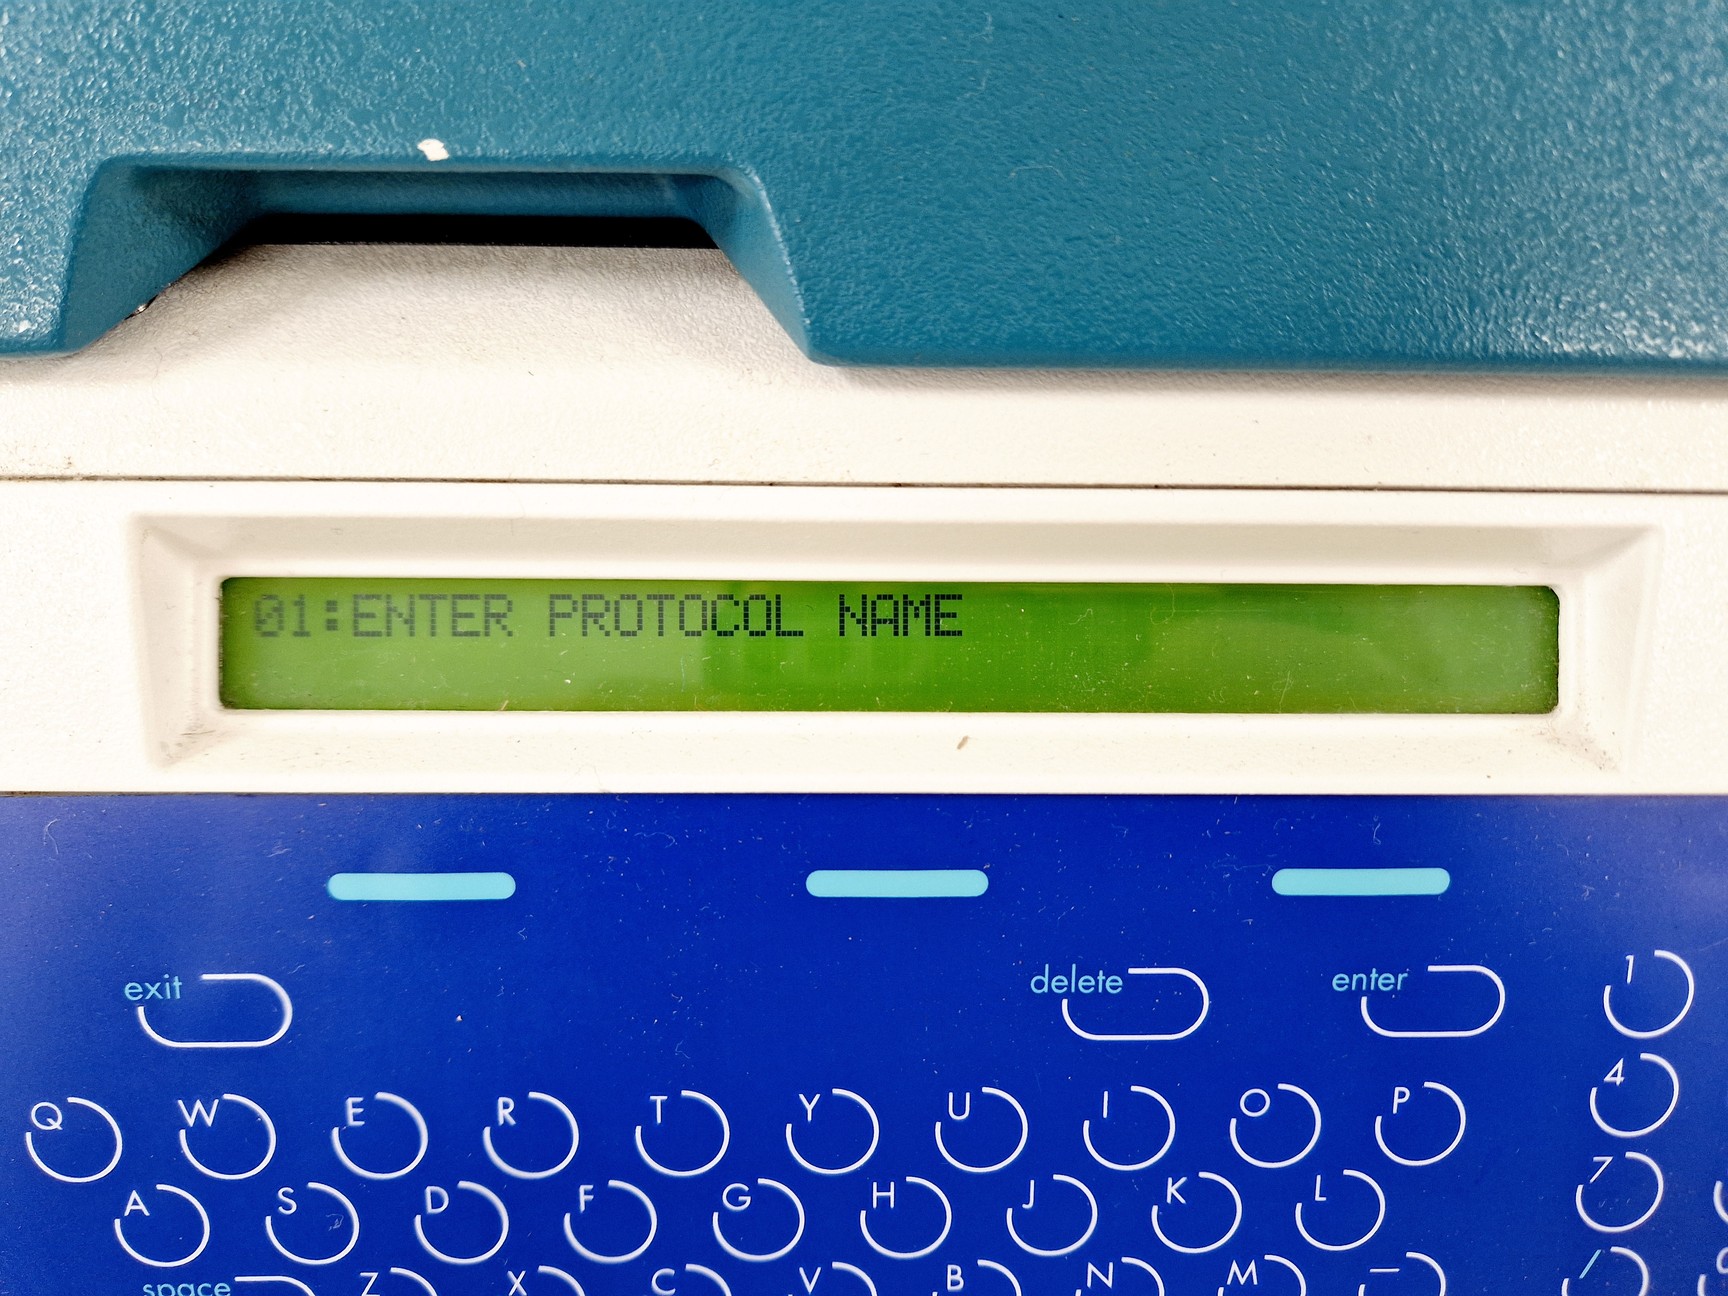 01:ENTER PROTOCOL NAME
exit delete enter 1
Q W E R T Y U I O P 4
A S D F G H J K L 7
space Z X C V B N M – /